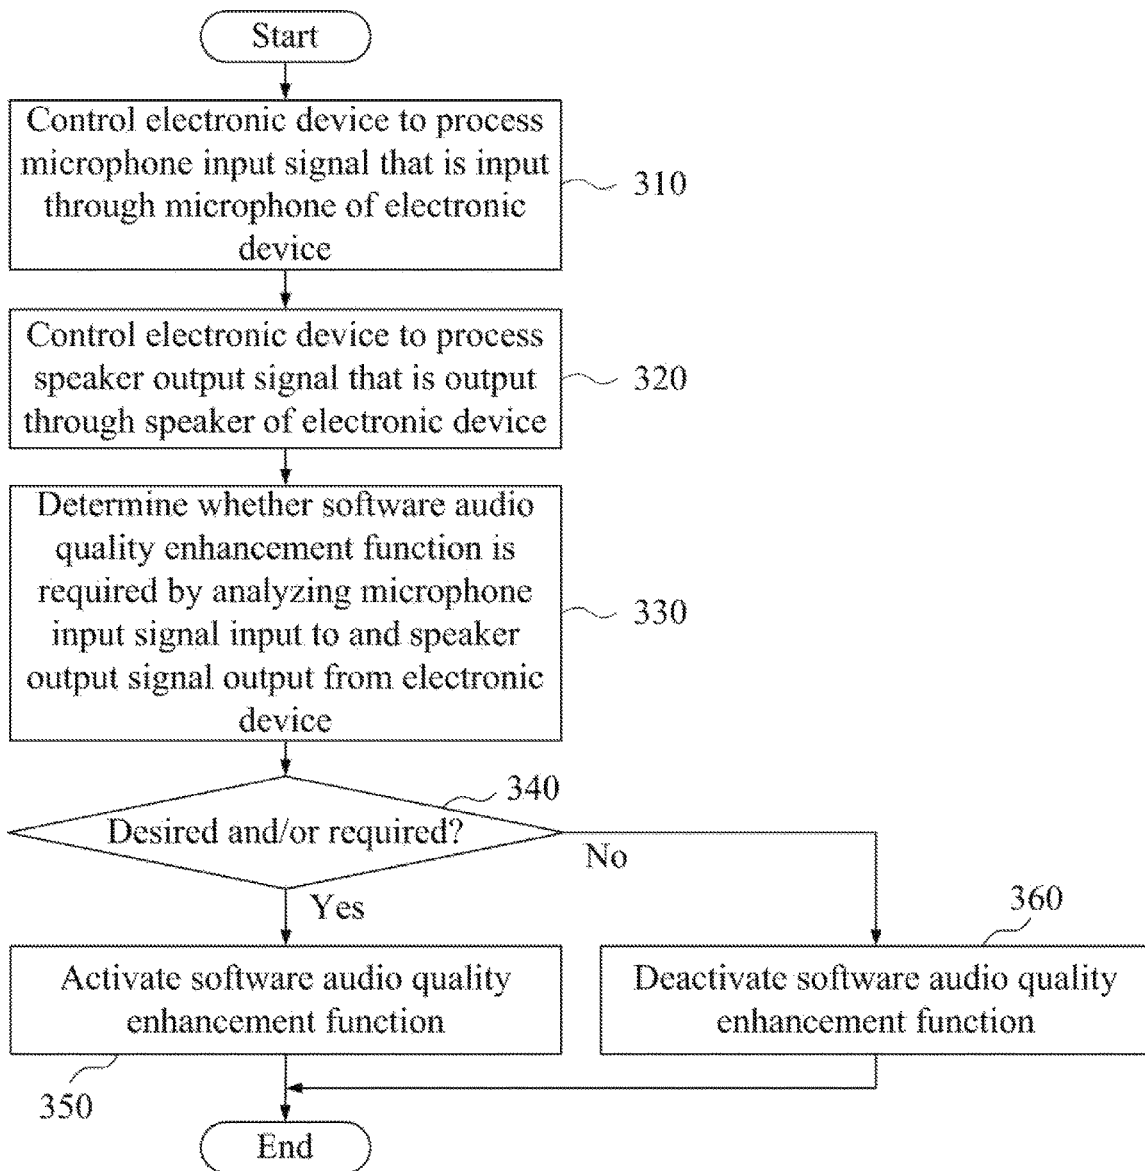 Start
Control electronic device to process
microphone input signal that is input
through microphone of electronic
device
310
Control electronic device to process
speaker output signal that is output
through speaker of electronic device
320
Determine whether software audio
quality enhancement function is
required by analyzing microphone
input signal input to and speaker
output signal output from electronic
device
330
340
Desired and/or required?
No
Yes
360
Activate software audio quality
enhancement function
Deactivate software audio quality
enhancement function
350
End